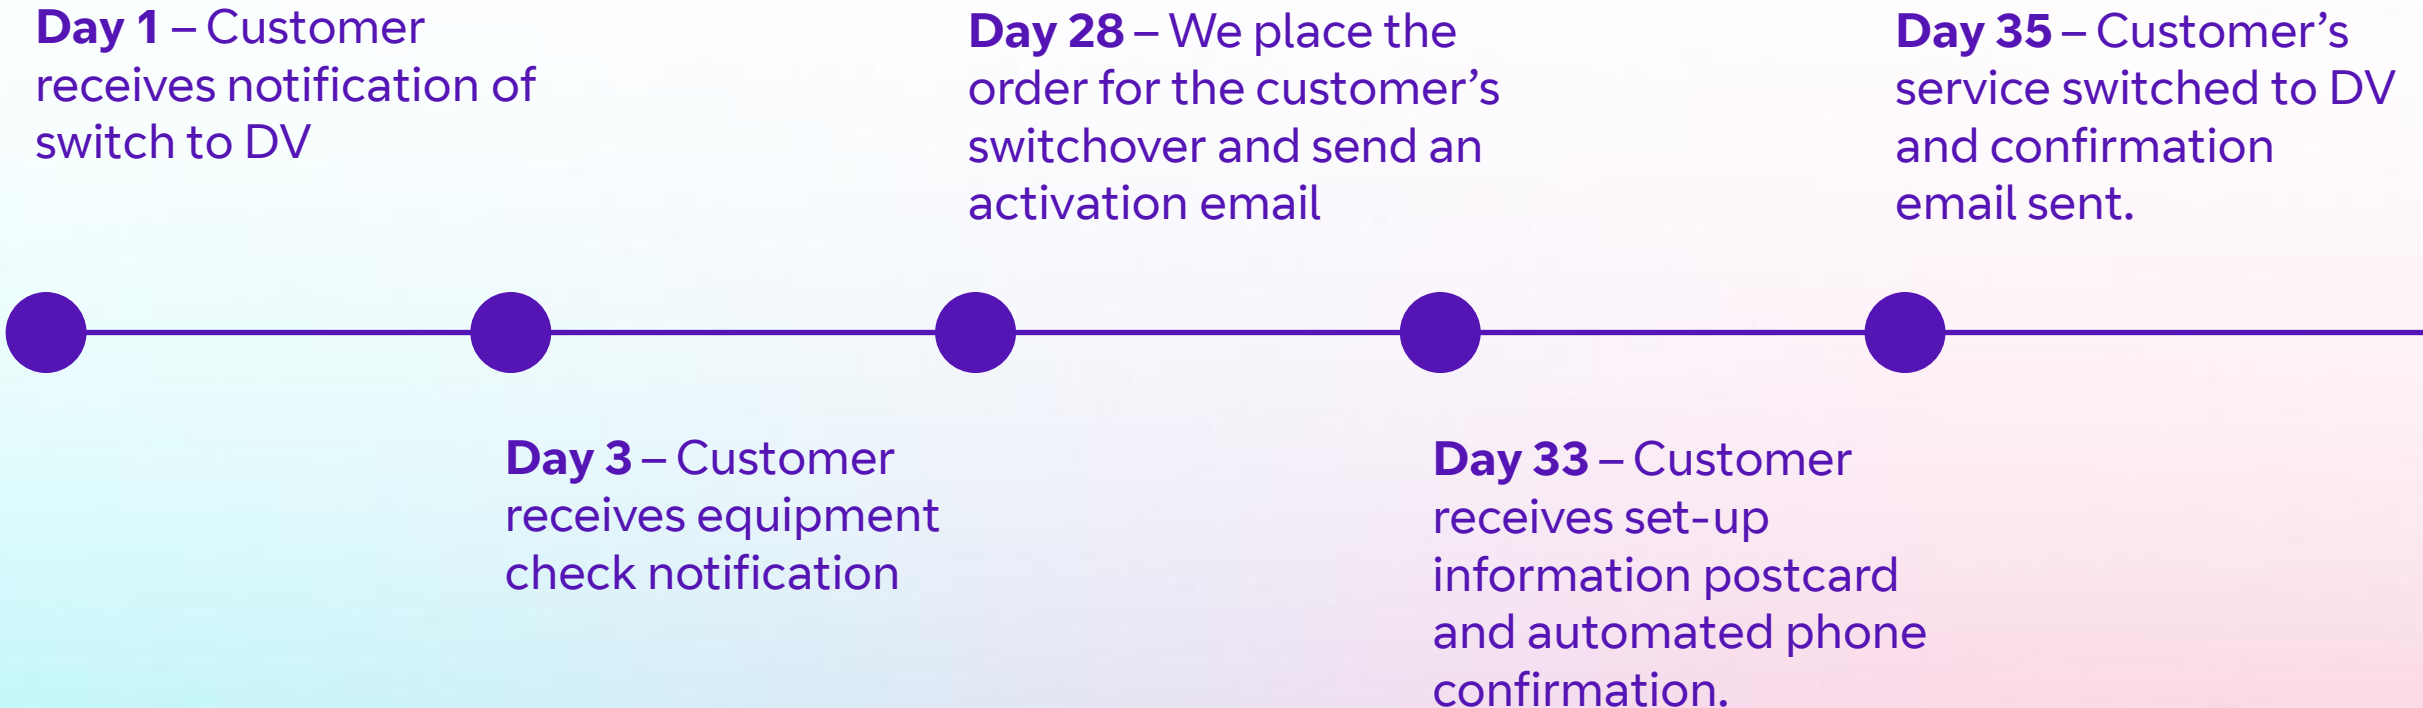 Day 1 – Customer
receives notification of
switch to DV
Day 3 – Customer
receives equipment
check notification
Day 28 – We place the
order for the customer’s
switchover and send an
activation email
Day 33 – Customer
receives set-up
information postcard
and automated phone
confirmation.
Day 35 – Customer’s
service switched to DV
and confirmation
email sent.